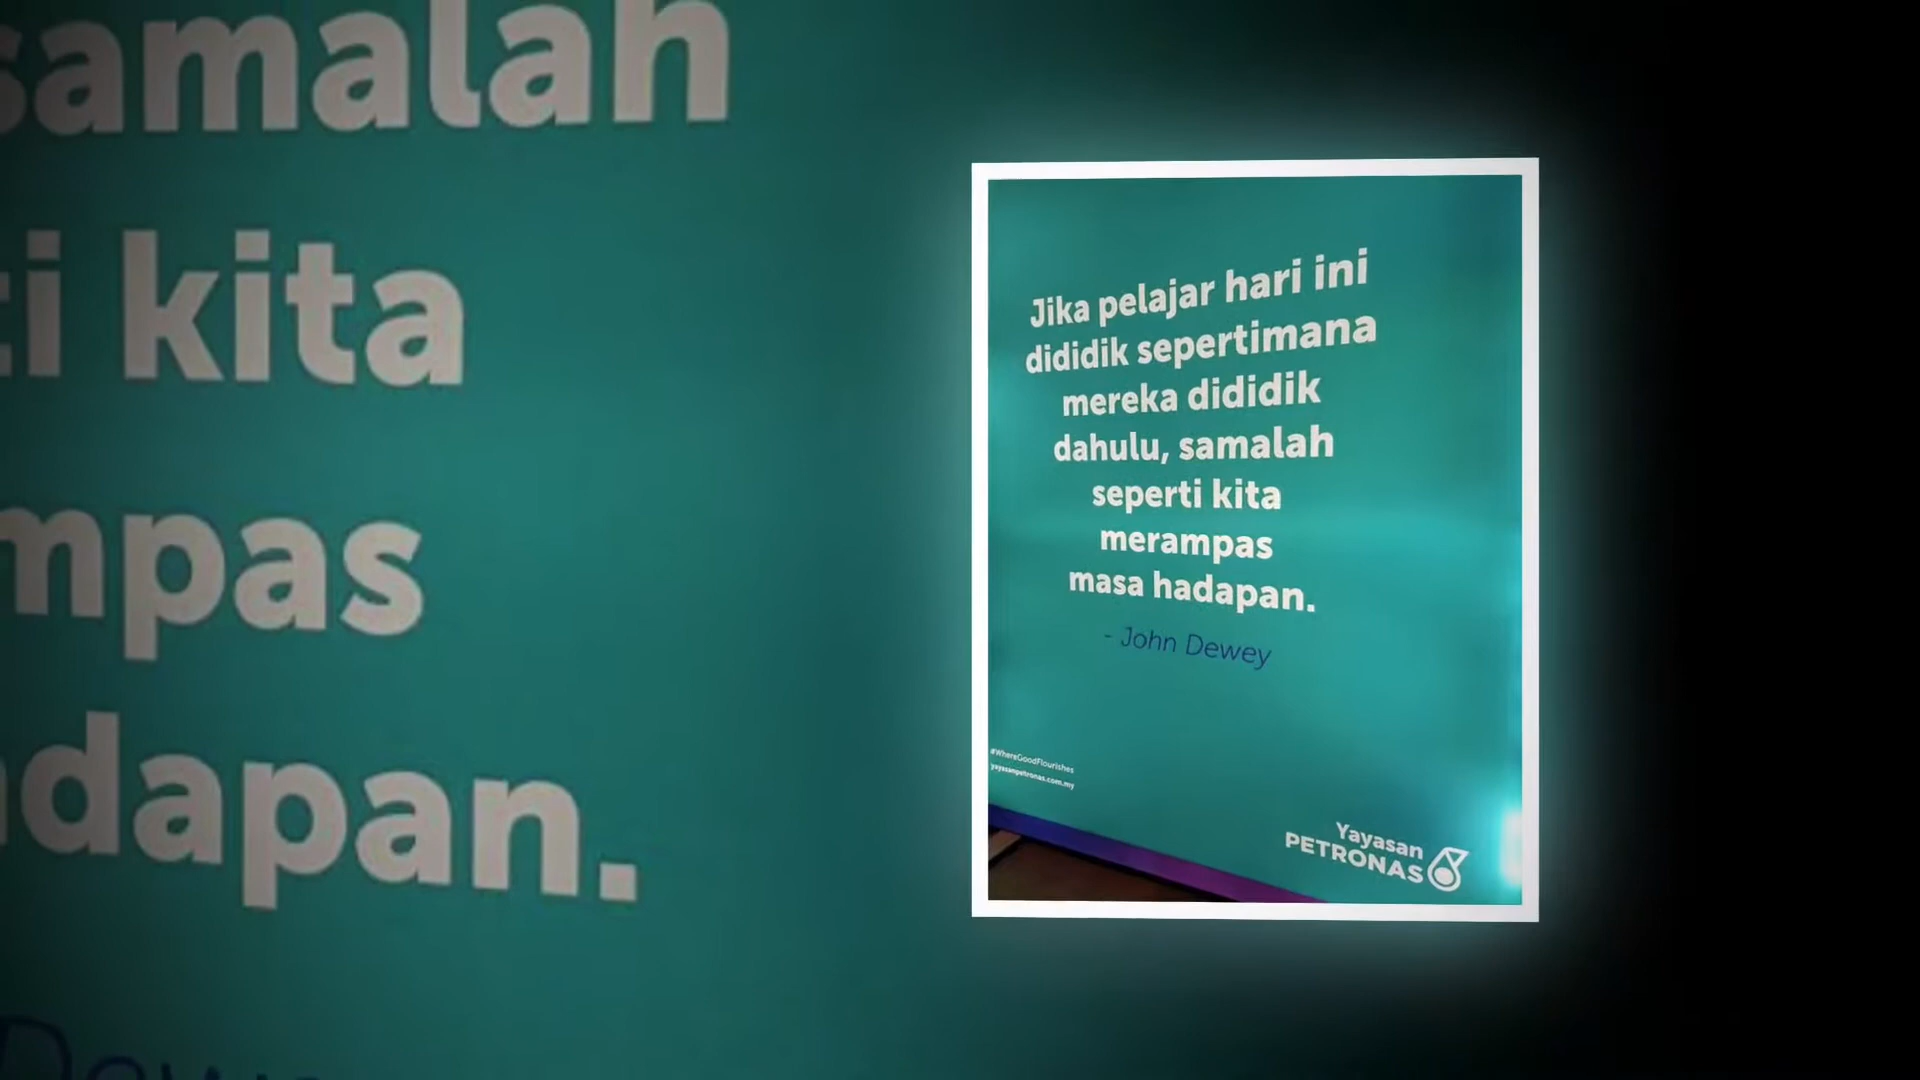 samalah
ti kita
mpas
adapan.
Jika pelajar hari ini
dididik sepertimana
mereka dididik
dahulu, samalah
seperti kita
merampas
masa hadapan.
- John Dewey
#WhereGoodFlourishes
yayasanpetronas.com.my
Yayasan
PETRONAS